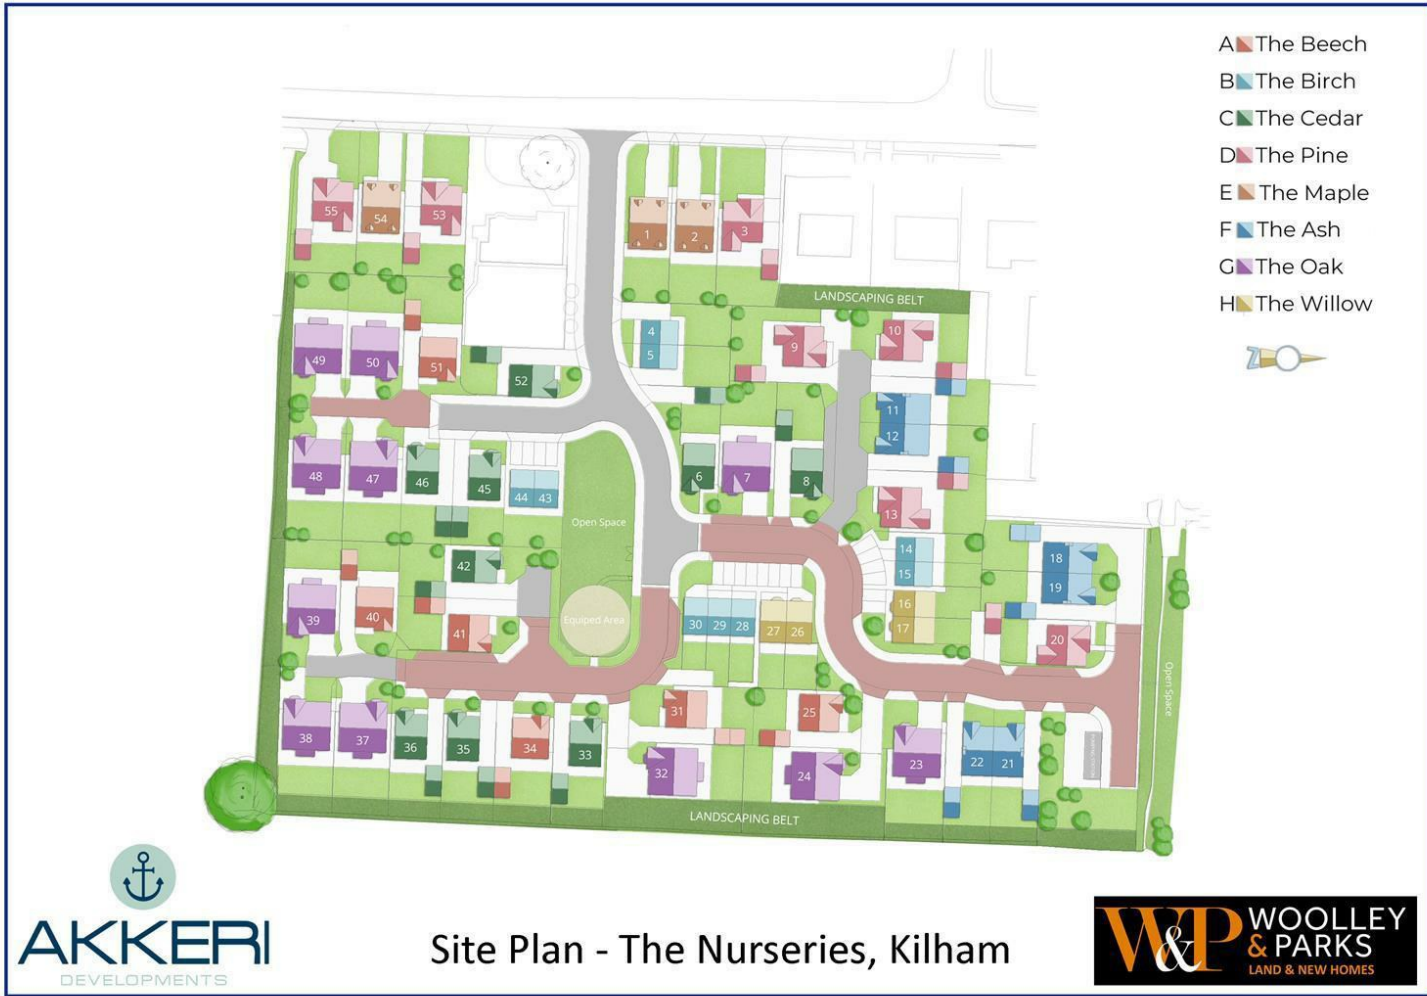 A The Beech
B The Birch
C The Cedar
D The Pine
E The Maple
F The Ash
G The Oak
H The Willow
Z
55
54
53
1
2
3
LANDSCAPING BELT
4
5
9
10
49
50
51
52
11
12
48
47
46
45
44 43
6
7
8
13
Open Space
14
15
18
19
42
16
17
39
40
41
Equiped Area
30 29 28
27 26
20
Open Space
38
37
36
35
34
33
31
25
32
24
23
22 21
LANDSCAPING BELT
AKKERI
DEVELOPMENTS
Site Plan - The Nurseries, Kilham
W&P WOOLLEY
& PARKS
LAND & NEW HOMES